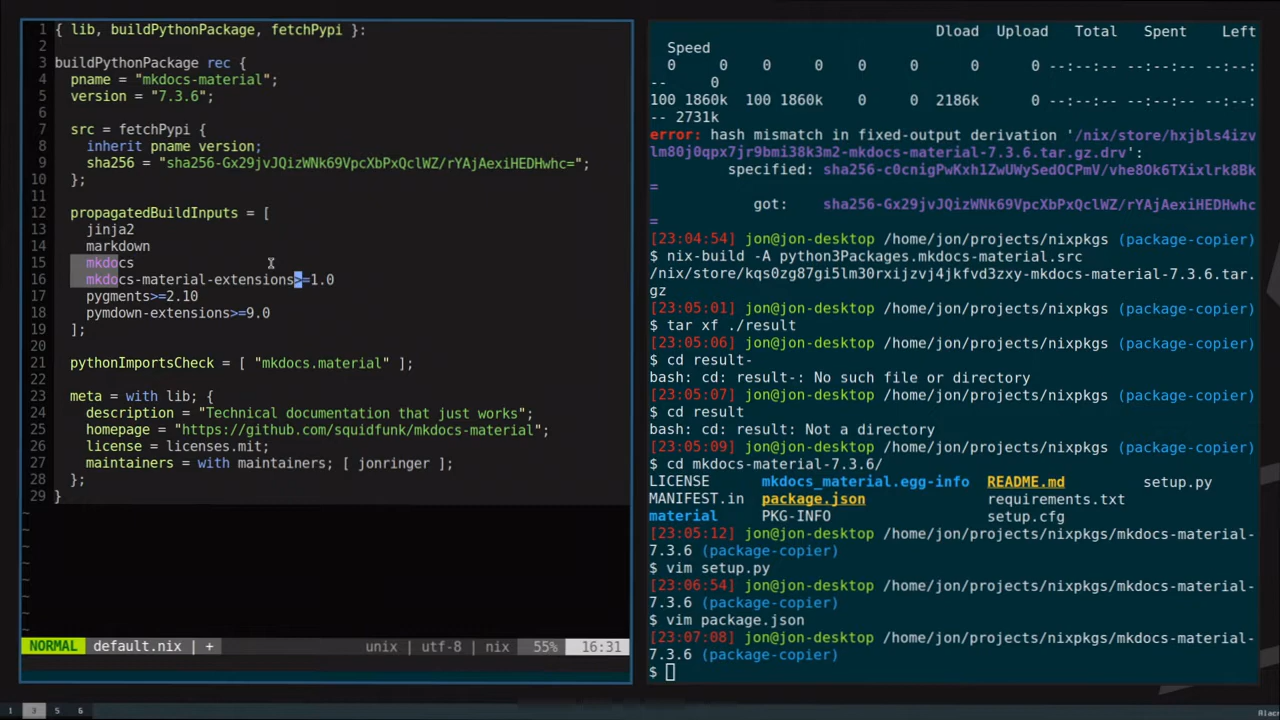 1 { lib, buildPythonPackage, fetchPypi }:
2
3 buildPythonPackage rec {
4 pname = "mkdocs-material";
5 version = "7.3.6";
6
7 src = fetchPypi {
8 inherit pname version;
9 sha256 = "sha256-Gx29jvJQizWNk69VpcXbPxQclWZ/rYAjAexiHEDHwhc=";
10 };
11
12 propagatedBuildInputs = [
13 jinja2
14 markdown
15 mkdocs
16 mkdocs-material-extensions>=1.0
17 pygments>=2.10
18 pymdown-extensions>=9.0
19 ];
20
21 pythonImportsCheck = [ "mkdocs.material" ];
22
23 meta = with lib; {
24 description = "Technical documentation that just works";
25 homepage = "https://github.com/squidfunk/mkdocs-material";
26 license = licenses.mit;
27 maintainers = with maintainers; [ jonringer ];
28 };
29 }
~
~
~
~
~
~
~
NORMAL default.nix | + unix | utf-8 | nix 55% 16:31
Dload Upload Total Spent Left
Speed
0 0 0 0 0 0 0 0 --:--:-- --:--:-- --:--:
-- 0
100 1860k 100 1860k 0 0 2186k 0 --:--:-- --:--:-- --:--:
-- 2731k
error: hash mismatch in fixed-output derivation '/nix/store/hxjbls4izv
lm80j0qpx7jr9bmi38k3m2-mkdocs-material-7.3.6.tar.gz.drv':
specified: sha256-c0cnigPwKxh1ZwUWySedOCPmV/vhe8Ok6TXixlrk8Bk
=
got: sha256-Gx29jvJQizWNk69VpcXbPxQclWZ/rYAjAexiHEDHwhc
=
[23:04:54] jon@jon-desktop /home/jon/projects/nixpkgs (package-copier)
$ nix-build -A python3Packages.mkdocs-material.src
/nix/store/kqs0zg87gi5lm30rxijzvj4jkfvd3zxy-mkdocs-material-7.3.6.tar.
gz
[23:05:01] jon@jon-desktop /home/jon/projects/nixpkgs (package-copier)
$ tar xf ./result
[23:05:06] jon@jon-desktop /home/jon/projects/nixpkgs (package-copier)
$ cd result-
bash: cd: result-: No such file or directory
[23:05:07] jon@jon-desktop /home/jon/projects/nixpkgs (package-copier)
$ cd result
bash: cd: result: Not a directory
[23:05:09] jon@jon-desktop /home/jon/projects/nixpkgs (package-copier)
$ cd mkdocs-material-7.3.6/
LICENSE mkdocs_material.egg-info README.md setup.py
MANIFEST.in package.json requirements.txt
material PKG-INFO setup.cfg
[23:05:12] jon@jon-desktop /home/jon/projects/nixpkgs/mkdocs-material-
7.3.6 (package-copier)
$ vim setup.py
[23:06:54] jon@jon-desktop /home/jon/projects/nixpkgs/mkdocs-material-
7.3.6 (package-copier)
$ vim package.json
[23:07:08] jon@jon-desktop /home/jon/projects/nixpkgs/mkdocs-material-
7.3.6 (package-copier)
$
1 3 5 6